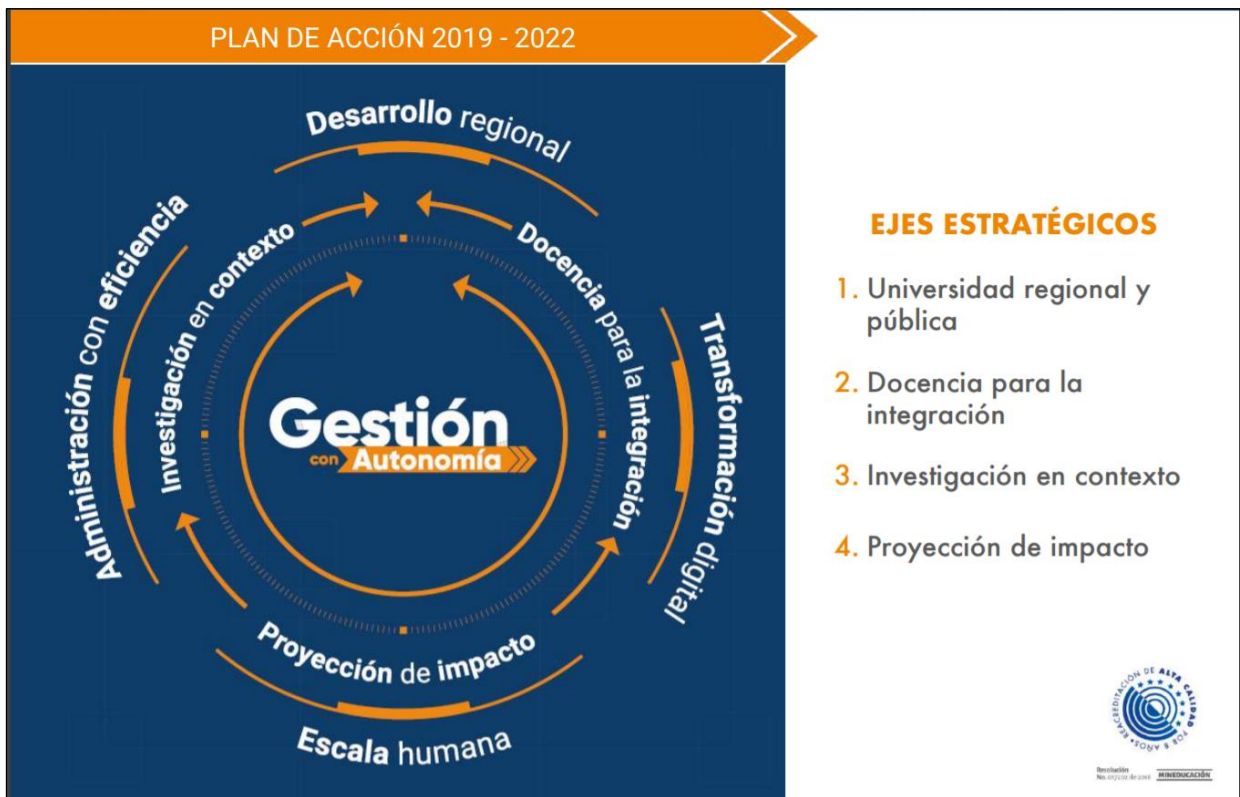 PLAN DE ACCIÓN 2019 - 2022
Desarrollo regional
Administración con eficiencia
Investigación en contexto
Docencia para la integración
Transformación digital
Gestión
con Autonomía
Proyección de impacto
Escala humana
EJES ESTRATÉGICOS
1. Universidad regional y
pública
2. Docencia para la
integración
3. Investigación en contexto
4. Proyección de impacto
REACREDITACIÓN DE ALTA CALIDAD POR 8 AÑOS
Resolución
MINEDUCACIÓN